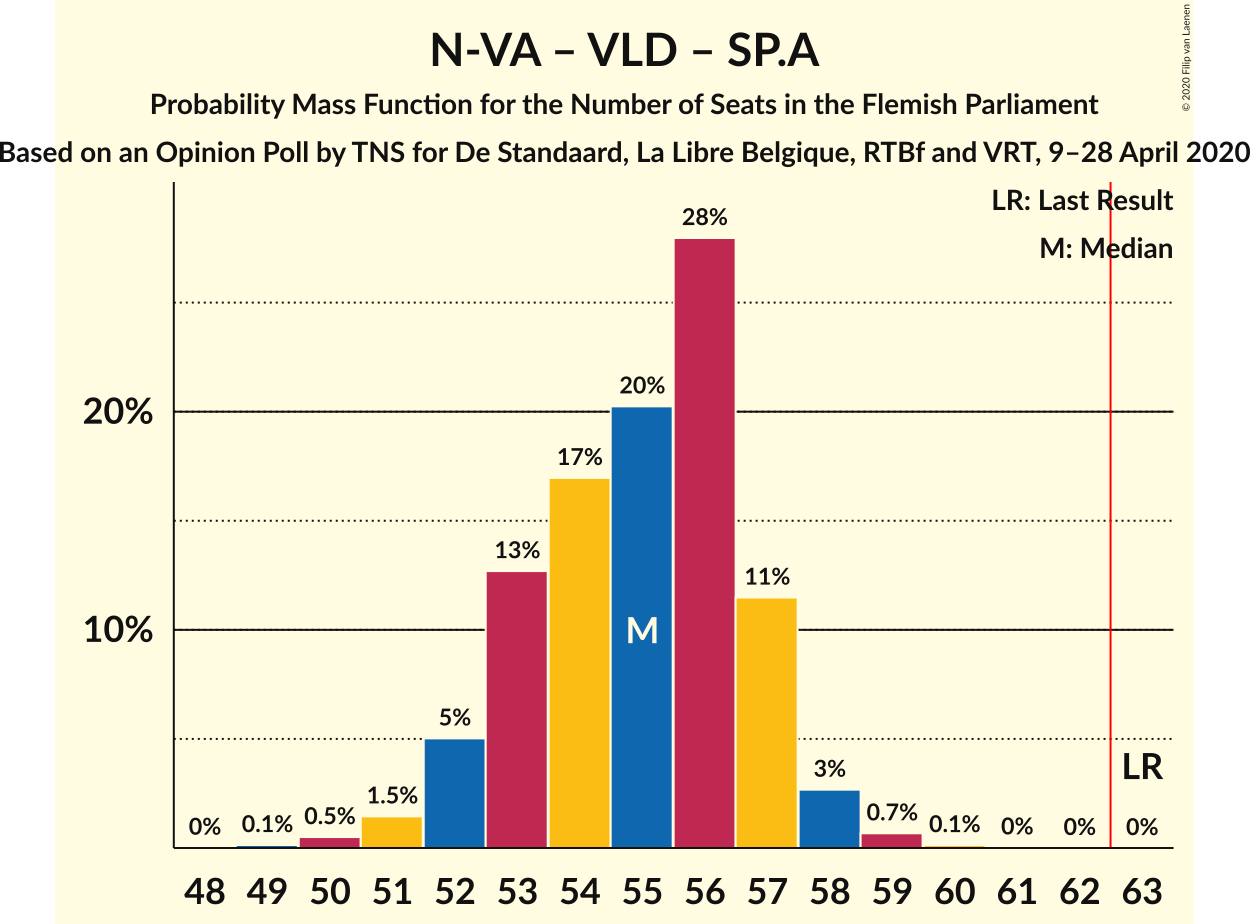 N-VA – VLD – SP.A
© 2020 Filip van Laenen
Probability Mass Function for the Number of Seats in the Flemish Parliament
Based on an Opinion Poll by TNS for De Standaard, La Libre Belgique, RTBf and VRT, 9–28 April 2020
LR: Last Result
M: Median
28%
20%
20%
17%
13%
11%
10%
M
5%
3%
LR
1.5%
0.7%
0.5%
0.1%
0.1%
0%
0%
0%
0%
48 49 50 51 52 53 54 55 56 57 58 59 60 61 62 63